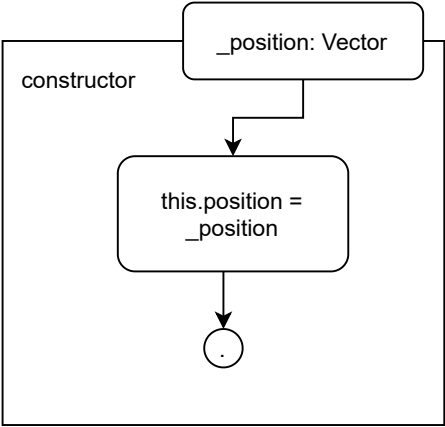 _position: Vector
constructor
this.position =
_position
.